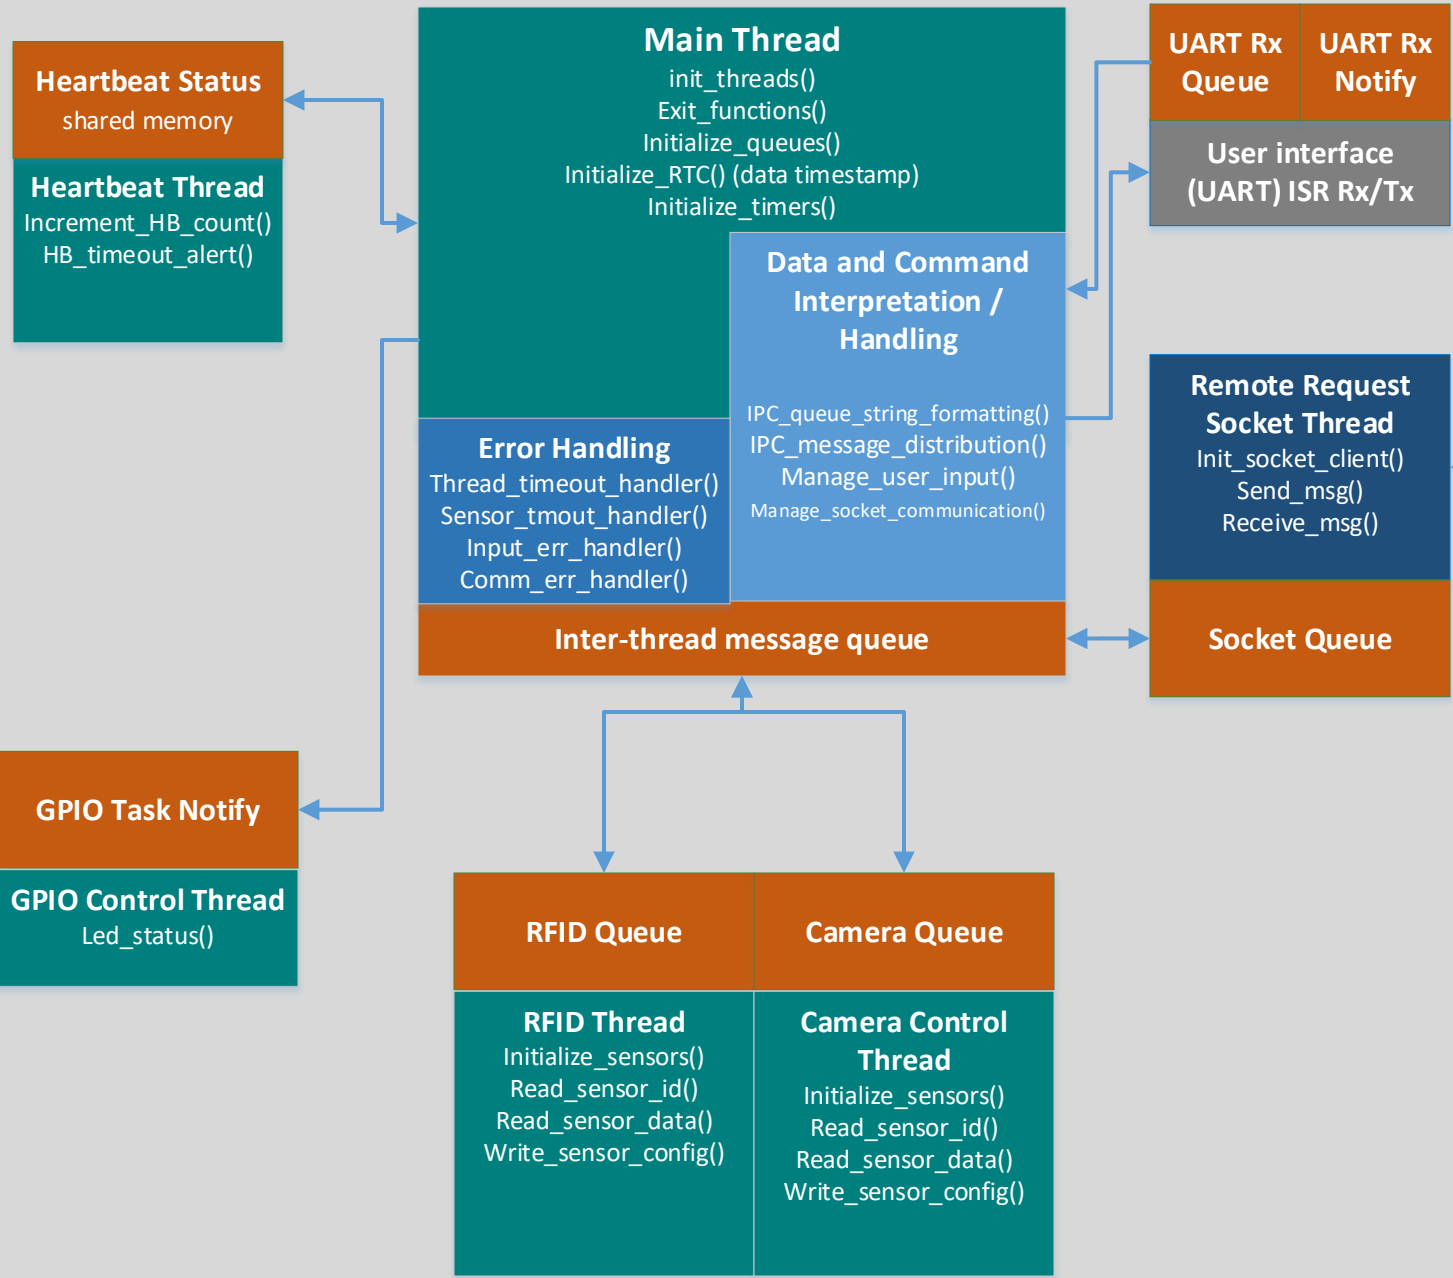 Heartbeat Status
shared memory
Heartbeat Thread
Increment_HB_count()
HB_timeout_alert()
Main Thread
init_threads()
Exit_functions()
Initialize_queues()
Initialize_RTC() (data timestamp)
Initialize_timers()
Data and Command
Interpretation /
Handling
IPC_queue_string_formatting()
IPC_message_distribution()
Manage_user_input()
Manage_socket_communication()
Error Handling
Thread_timeout_handler()
Sensor_tmout_handler()
Input_err_handler()
Comm_err_handler()
Inter-thread message queue
UART Rx
Queue
UART Rx
Notify
User interface
(UART) ISR Rx/Tx
Remote Request
Socket Thread
Init_socket_client()
Send_msg()
Receive_msg()
Socket Queue
GPIO Task Notify
GPIO Control Thread
Led_status()
RFID Queue
RFID Thread
Initialize_sensors()
Read_sensor_id()
Read_sensor_data()
Write_sensor_config()
Camera Queue
Camera Control
Thread
Initialize_sensors()
Read_sensor_id()
Read_sensor_data()
Write_sensor_config()